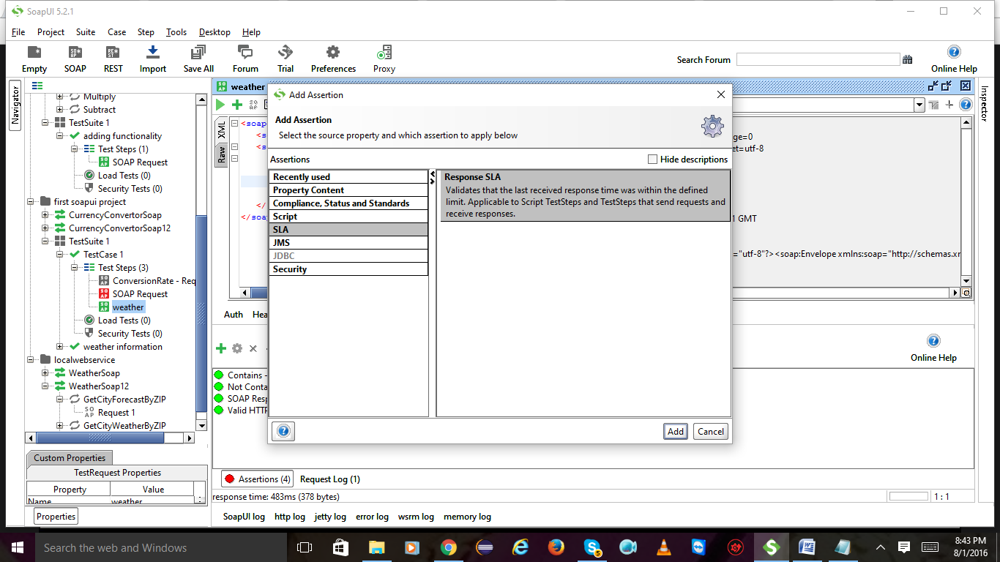 SoapUI 5.2.1
File Project Suite Case Step Tools Desktop Help
Empty SOAP REST Import Save All Forum Trial Preferences Proxy
Search Forum
Online Help
Navigator
Multiply
Subtract
TestSuite 1
adding functionality
Test Steps (1)
SOAP Request
Load Tests (0)
Security Tests (0)
first soapui project
CurrencyConvertorSoap
CurrencyConvertorSoap12
TestSuite 1
TestCase 1
Test Steps (3)
ConversionRate - Req
SOAP Request
weather
Load Tests (0)
Security Tests (0)
weather information
localwebservice
WeatherSoap
WeatherSoap12
GetCityForecastByZIP
Request 1
GetCityWeatherByZIP
Custom Properties
TestRequest Properties
Property Value
Name weather
Properties
weather
XML
Raw
<soap
<s
<s
</
</soa
Auth Hea
Add Assertion
Add Assertion
Select the source property and which assertion to apply below
Assertions
Hide descriptions
Recently used
Property Content
Compliance, Status and Standards
Script
SLA
JMS
JDBC
Security
Response SLA
Validates that the last received response time was within the defined
limit. Applicable to Script TestSteps and TestSteps that send requests and
receive responses.
Add Cancel
ge=0
et=utf-8
1 GMT
="utf-8"?><soap:Envelope xmlns:soap="http://schemas.xr
Inspector
Online Help
Contains -
Not Conta
SOAP Resp
Valid HTTP
Assertions (4) Request Log (1)
response time: 483ms (378 bytes)
1 : 1
SoapUI log http log jetty log error log wsrm log memory log
Search the web and Windows
5
8:43 PM
8/1/2016